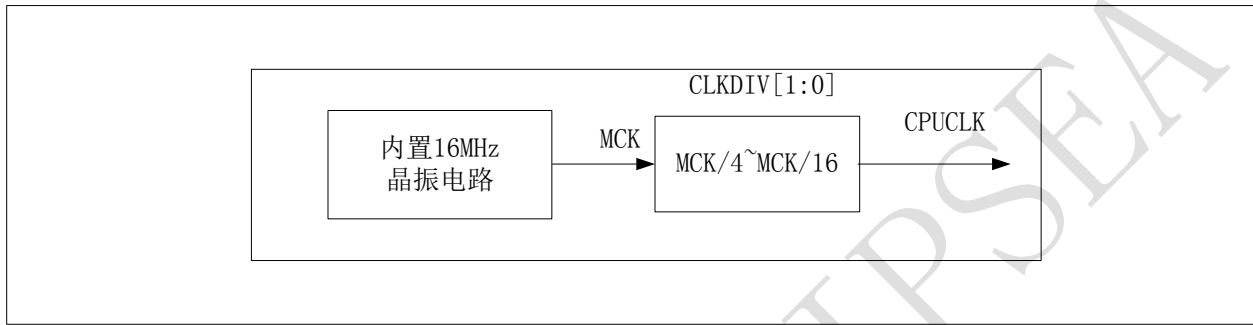 CLKDIV[1:0]
内置16MHz
晶振电路
MCK
MCK/4~MCK/16
CPUCLK
IPSEA